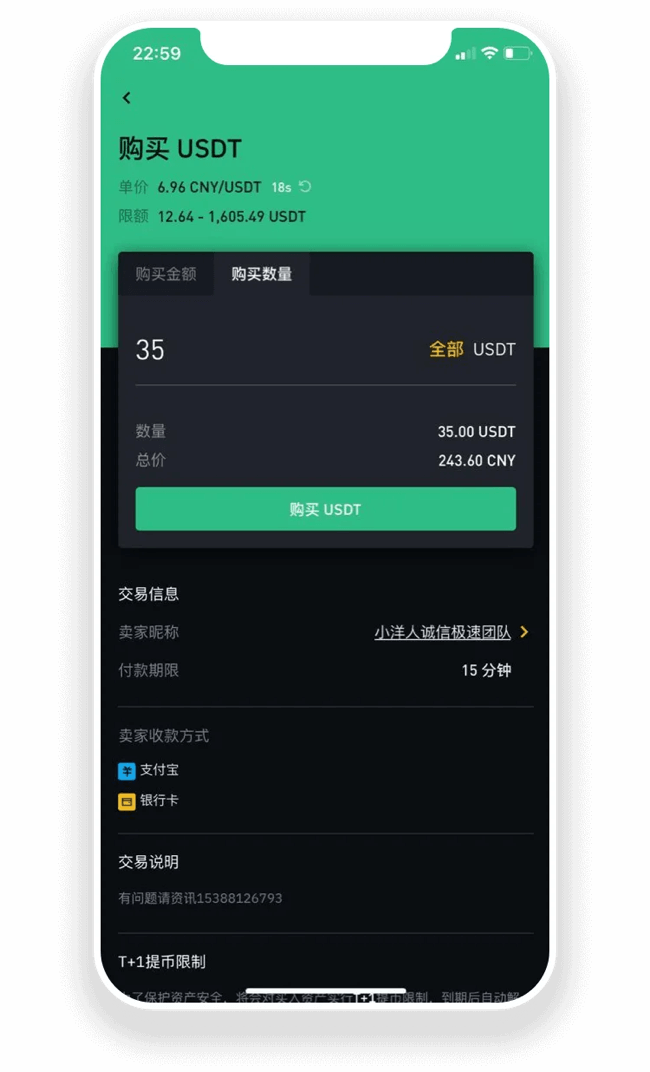 22:59
购买 USDT
单价 6.96 CNY/USDT 18s
限额 12.64 - 1,605.49 USDT
购买金额 购买数量
35 全部 USDT
数量 35.00 USDT
总价 243.60 CNY
购买 USDT
交易信息
卖家昵称 小洋人诚信极速团队
付款期限 15 分钟
卖家收款方式
支付宝
银行卡
交易说明
有问题请资讯15388126793
T+1提币限制
了保护资产安全，将会对买入资产实行T+1提币限制，到期后自动解